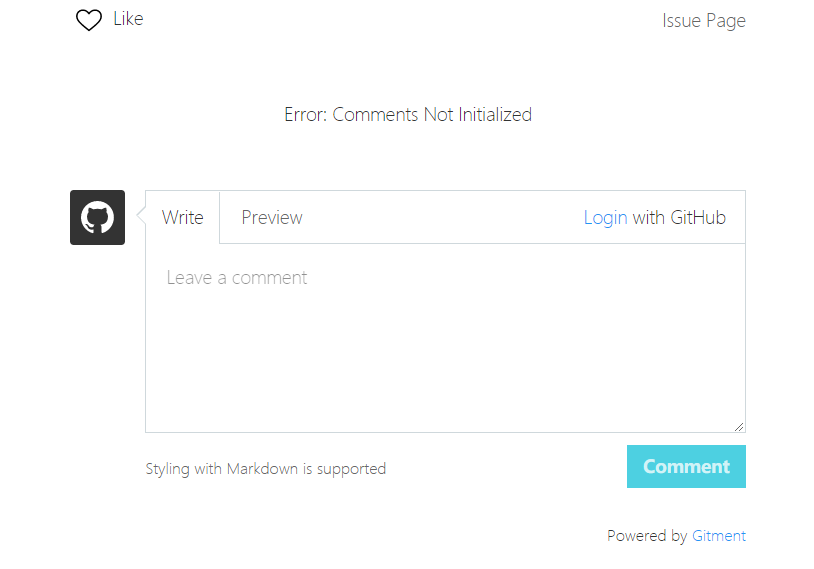 Like
Issue Page
Error: Comments Not Initialized
Write
Preview
Login with GitHub
Leave a comment
Styling with Markdown is supported
Comment
Powered by Gitment